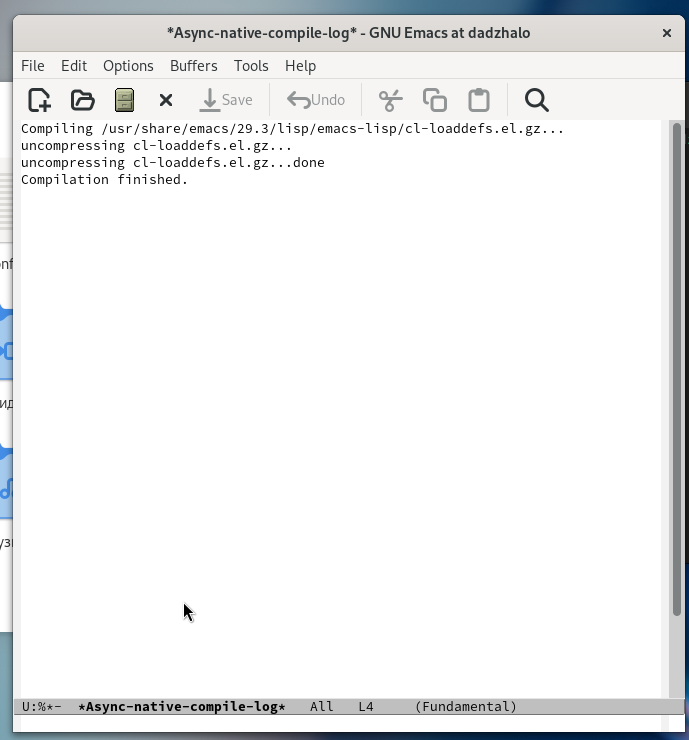 *Async-native-compile-log* - GNU Emacs at dadzhalo
File Edit Options Buffers Tools Help
Save Undo
Compiling /usr/share/emacs/29.3/lisp/emacs-lisp/cl-loaddefs.el.gz...
uncompressing cl-loaddefs.el.gz...
uncompressing cl-loaddefs.el.gz...done
Compilation finished.
U:%*- *Async-native-compile-log* All L4 (Fundamental)